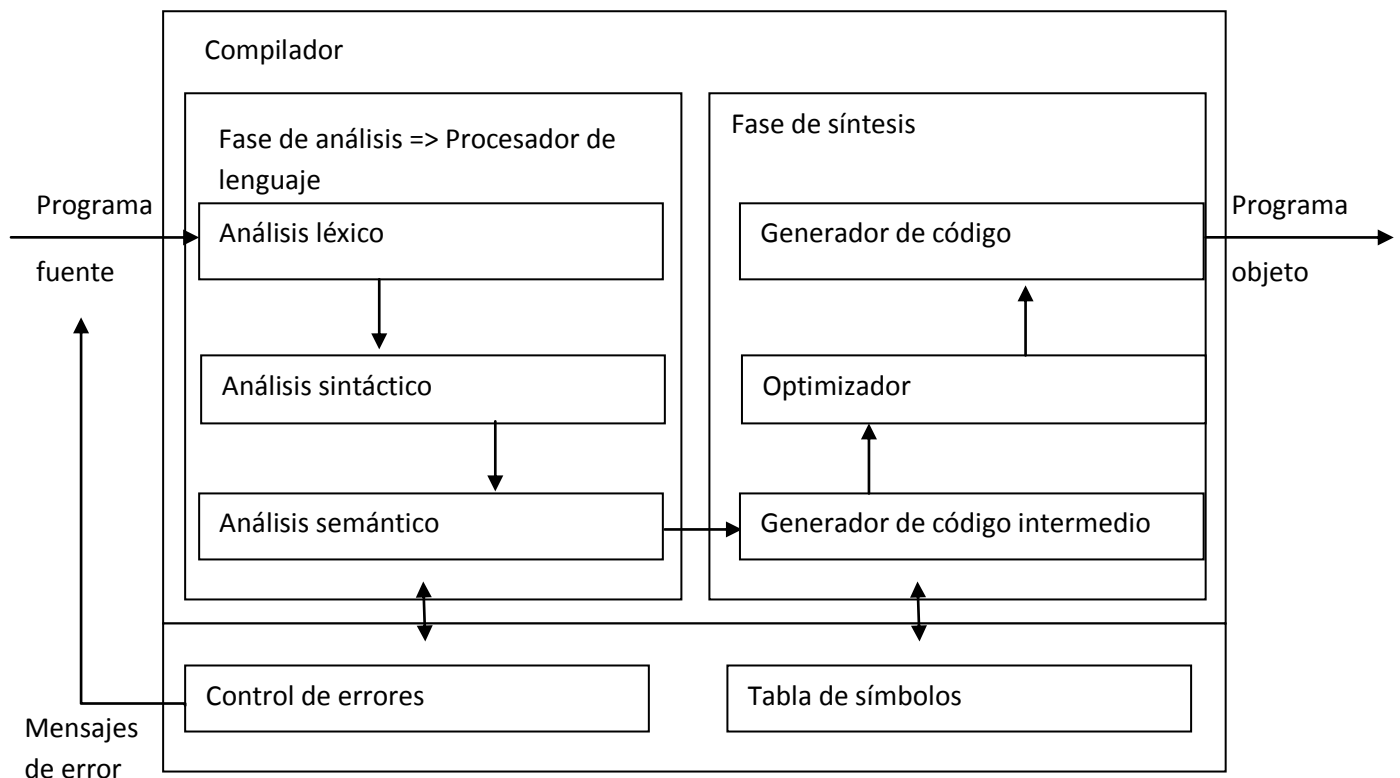 Compilador
Fase de análisis => Procesador de
lenguaje
Fase de síntesis
Programa
fuente
Análisis léxico
Generador de código
Programa
objeto
Análisis sintáctico
Optimizador
Análisis semántico
Generador de código intermedio
Control de errores
Tabla de símbolos
Mensajes
de error